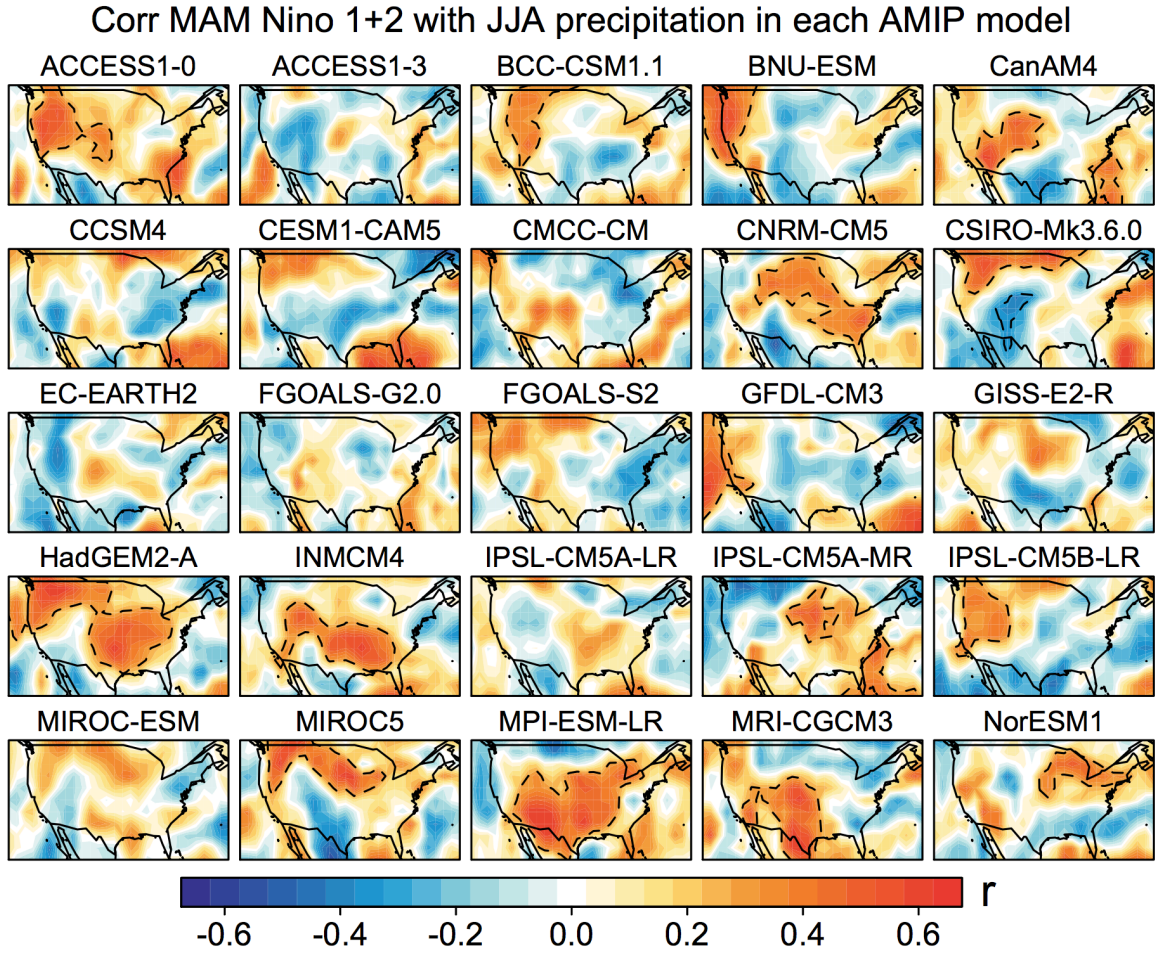 Corr MAM Nino 1+2 with JJA precipitation in each AMIP model
ACCESS1-0 ACCESS1-3 BCC-CSM1.1 BNU-ESM CanAM4
CCSM4 CESM1-CAM5 CMCC-CM CNRM-CM5 CSIRO-Mk3.6.0
EC-EARTH2 FGOALS-G2.0 FGOALS-S2 GFDL-CM3 GISS-E2-R
HadGEM2-A INMCM4 IPSL-CM5A-LR IPSL-CM5A-MR IPSL-CM5B-LR
MIROC-ESM MIROC5 MPI-ESM-LR MRI-CGCM3 NorESM1
r
-0.6 -0.4 -0.2 0.0 0.2 0.4 0.6